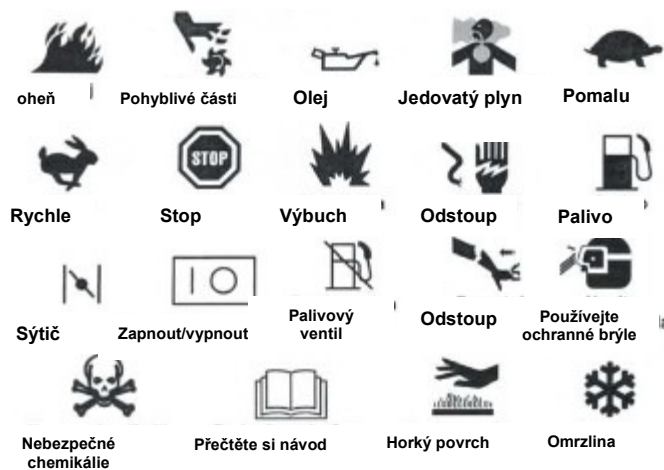 oheň
Pohyblivé části
Olej
Jedovatý plyn
Pomalu
STOP
Rychle
Stop
Výbuch
Odstoup
Palivo
Sýtič
Zapnout/vypnout
Palivový
ventil
Odstoup
Používejte
ochranné brýle
Nebezpečné
chemikálie
Přečtěte si návod
Horký povrch
Omrzlina